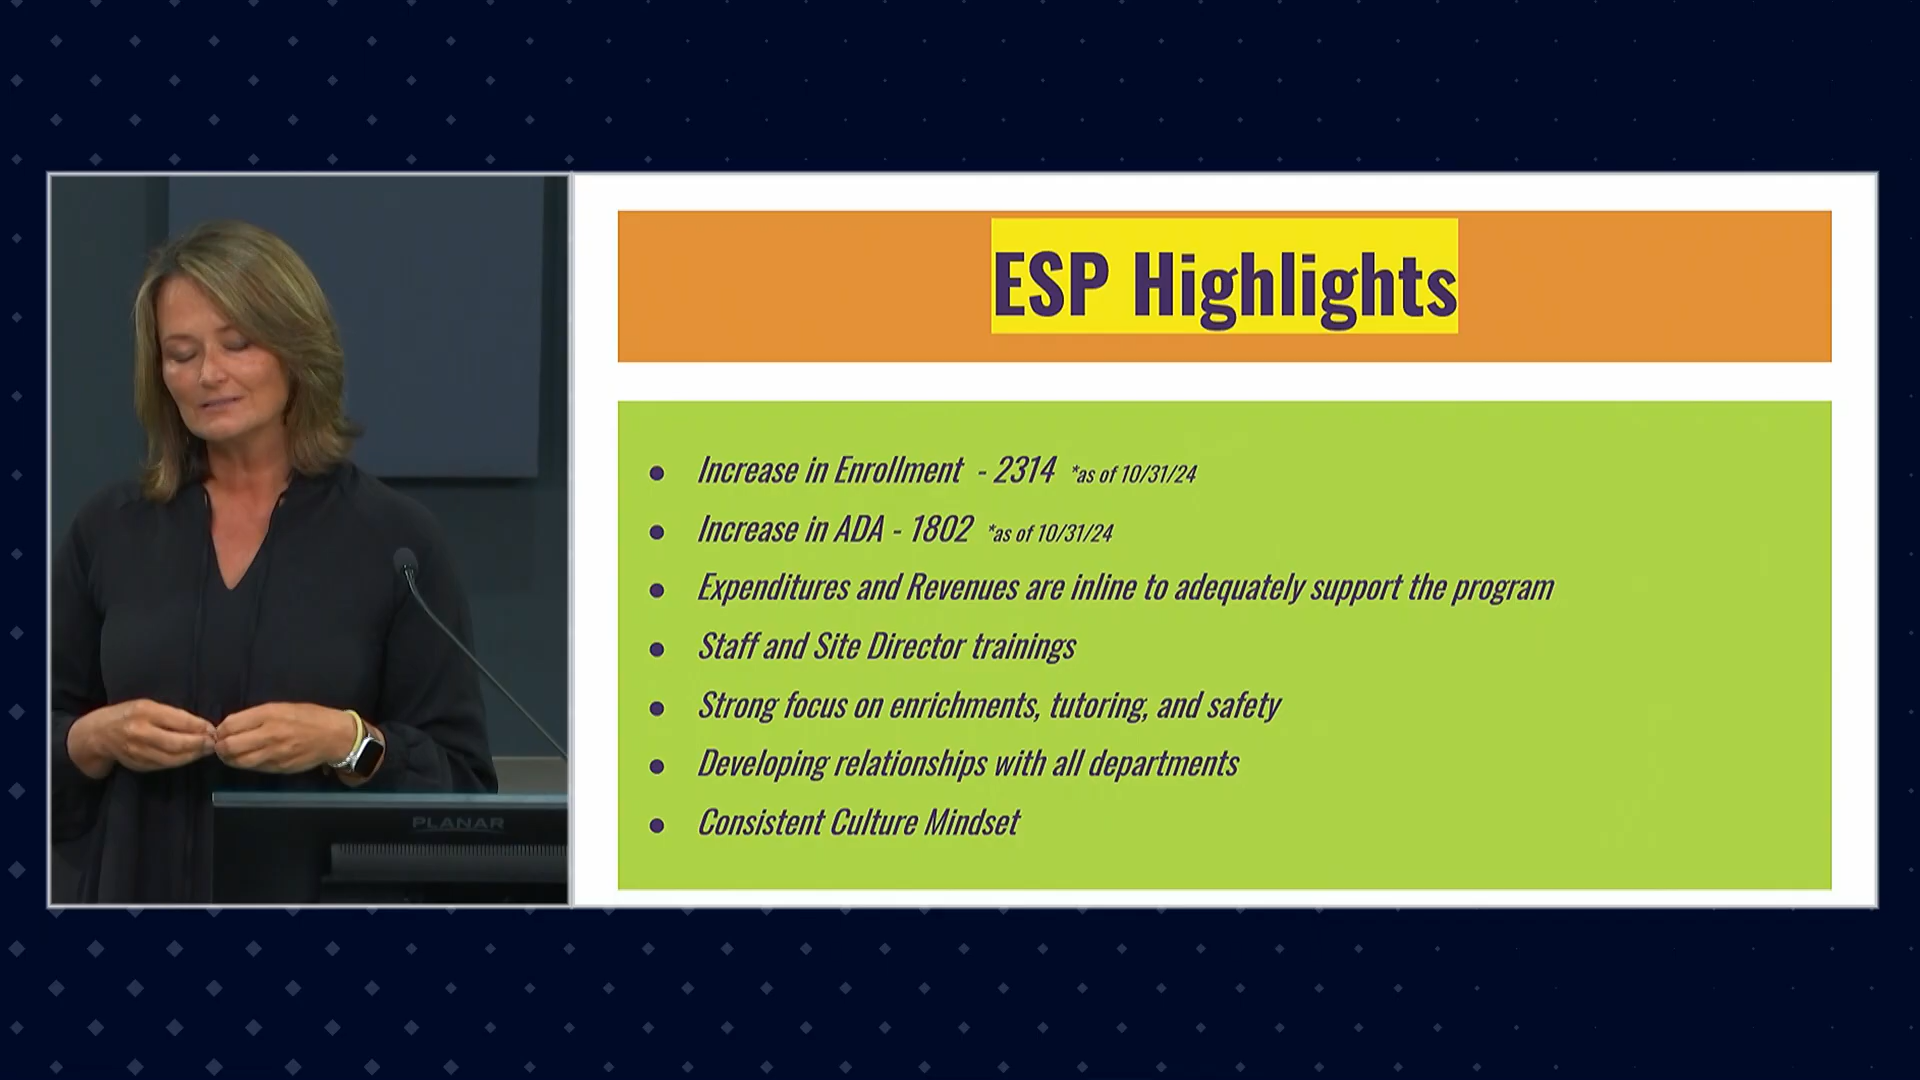 ESP Highlights
Increase in Enrollment - 2314 *as of 10/31/24
Increase in ADA - 1802 *as of 10/31/24
Expenditures and Revenues are inline to adequately support the program
Staff and Site Director trainings
Strong focus on enrichments, tutoring, and safety
Developing relationships with all departments
Consistent Culture Mindset
PLANAR